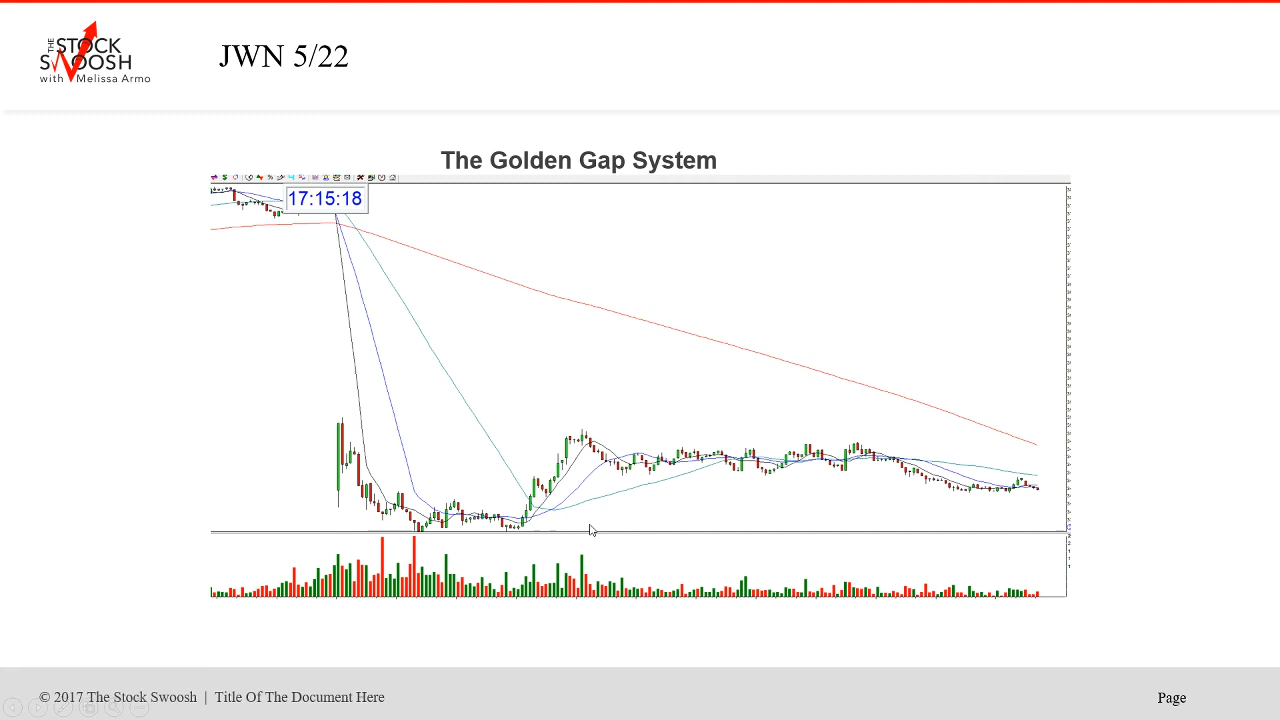 THE STOCK
SWOOSH
with Melissa Armo
JWN 5/22
The Golden Gap System
17:15:18
© 2017 The Stock Swoosh | Title Of The Document Here
Page